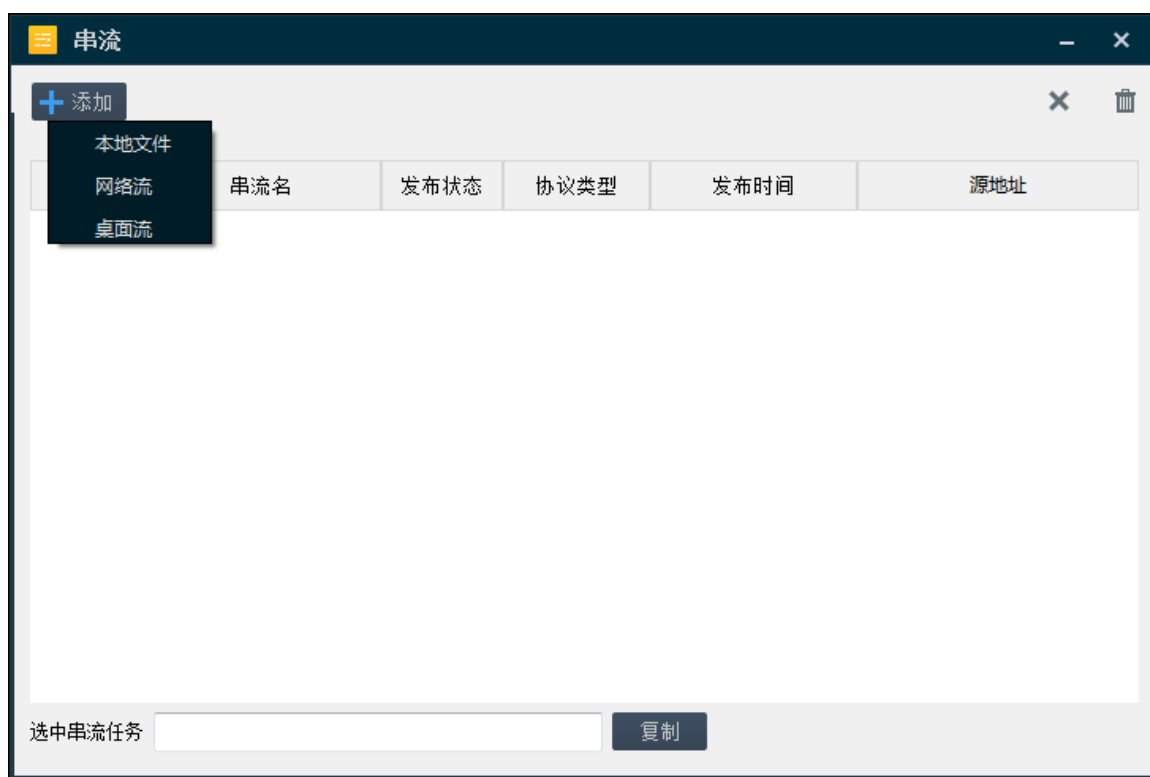 串流
添加
本地文件
网络流
桌面流
串流名 发布状态 协议类型 发布时间 源地址
选中串流任务 复制